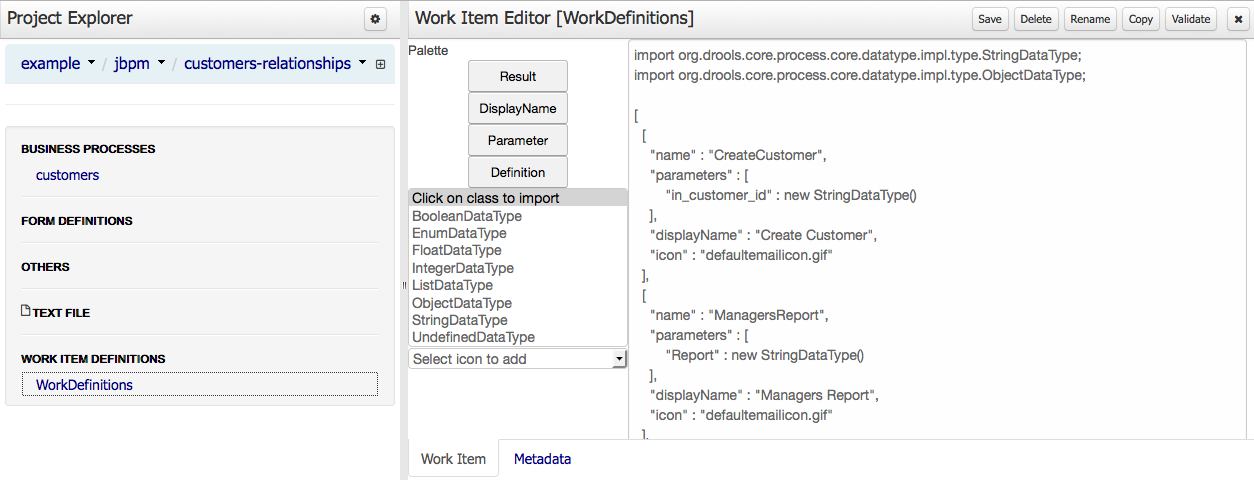 Project Explorer
example / jbpm / customers-relationships
BUSINESS PROCESSES
customers
FORM DEFINITIONS
OTHERS
TEXT FILE
WORK ITEM DEFINITIONS
WorkDefinitions
Work Item Editor [WorkDefinitions]
Save
Delete
Rename
Copy
Validate
Palette
Result
DisplayName
Parameter
Definition
Click on class to import
BooleanDataType
EnumDataType
FloatDataType
IntegerDataType
ListDataType
ObjectDataType
StringDataType
UndefinedDataType
Select icon to add
import org.drools.core.process.core.datatype.impl.type.StringDataType;
import org.drools.core.process.core.datatype.impl.type.ObjectDataType;
[
[
"name" : "CreateCustomer",
"parameters" : [
"in_customer_id" : new StringDataType()
],
"displayName" : "Create Customer",
"icon" : "defaultemailicon.gif"
],
[
"name" : "ManagersReport",
"parameters" : [
"Report" : new StringDataType()
],
"displayName" : "Managers Report",
"icon" : "defaultemailicon.gif"
],
Work Item
Metadata